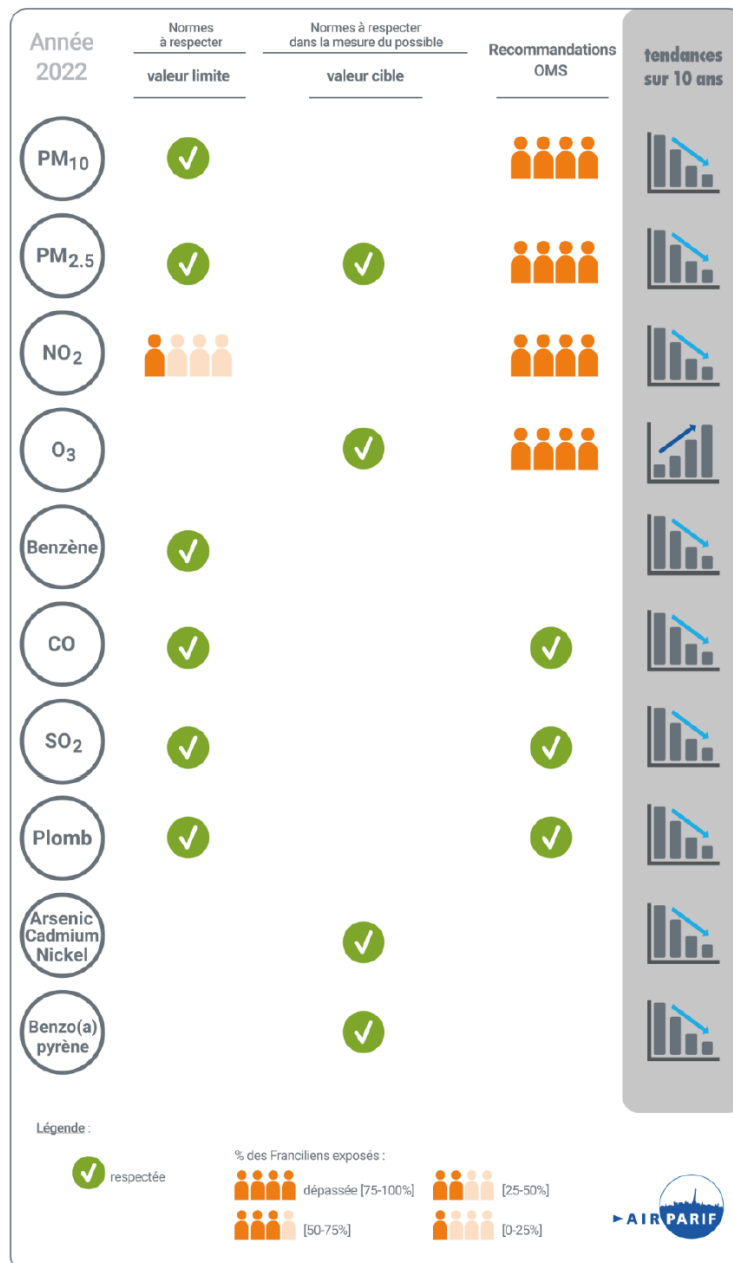 Année
2022
Normes
à respecter
valeur limite
Normes à respecter
dans la mesure du possible
valeur cible
Recommandations
OMS
tendances
sur 10 ans
PM10
PM2.5
NO2
O3
Benzène
CO
SO2
Plomb
Arsenic
Cadmium
Nickel
Benzo(a)
pyrène
Légende :
respectée
% des Franciliens exposés :
dépassée [75-100%]
[25-50%]
[50-75%]
[0-25%]
AIRPARIF